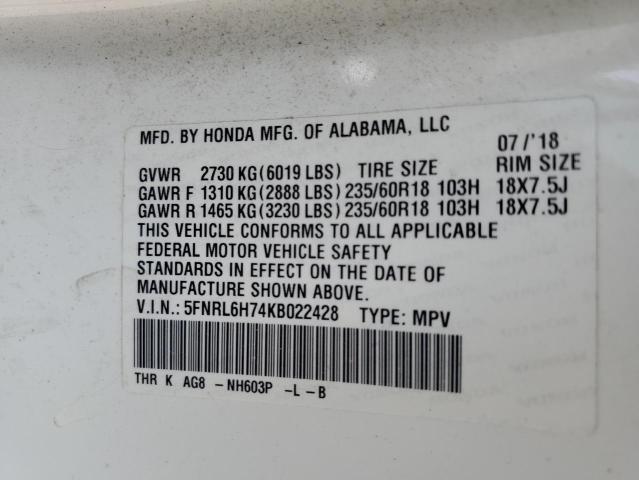 MFD. BY HONDA MFG. OF ALABAMA, LLC 07/'18
GVWR 2730 KG (6019 LBS) TIRE SIZE RIM SIZE
GAWR F 1310 KG (2888 LBS) 235/60R18 103H 18X7.5J
GAWR R 1465 KG (3230 LBS) 235/60R18 103H 18X7.5J
THIS VEHICLE CONFORMS TO ALL APPLICABLE
FEDERAL MOTOR VEHICLE SAFETY
STANDARDS IN EFFECT ON THE DATE OF
MANUFACTURE SHOWN ABOVE.
V.I.N.: 5FNRL6H74KB022428 TYPE: MPV
THR K AG8 - NH603P -L-B